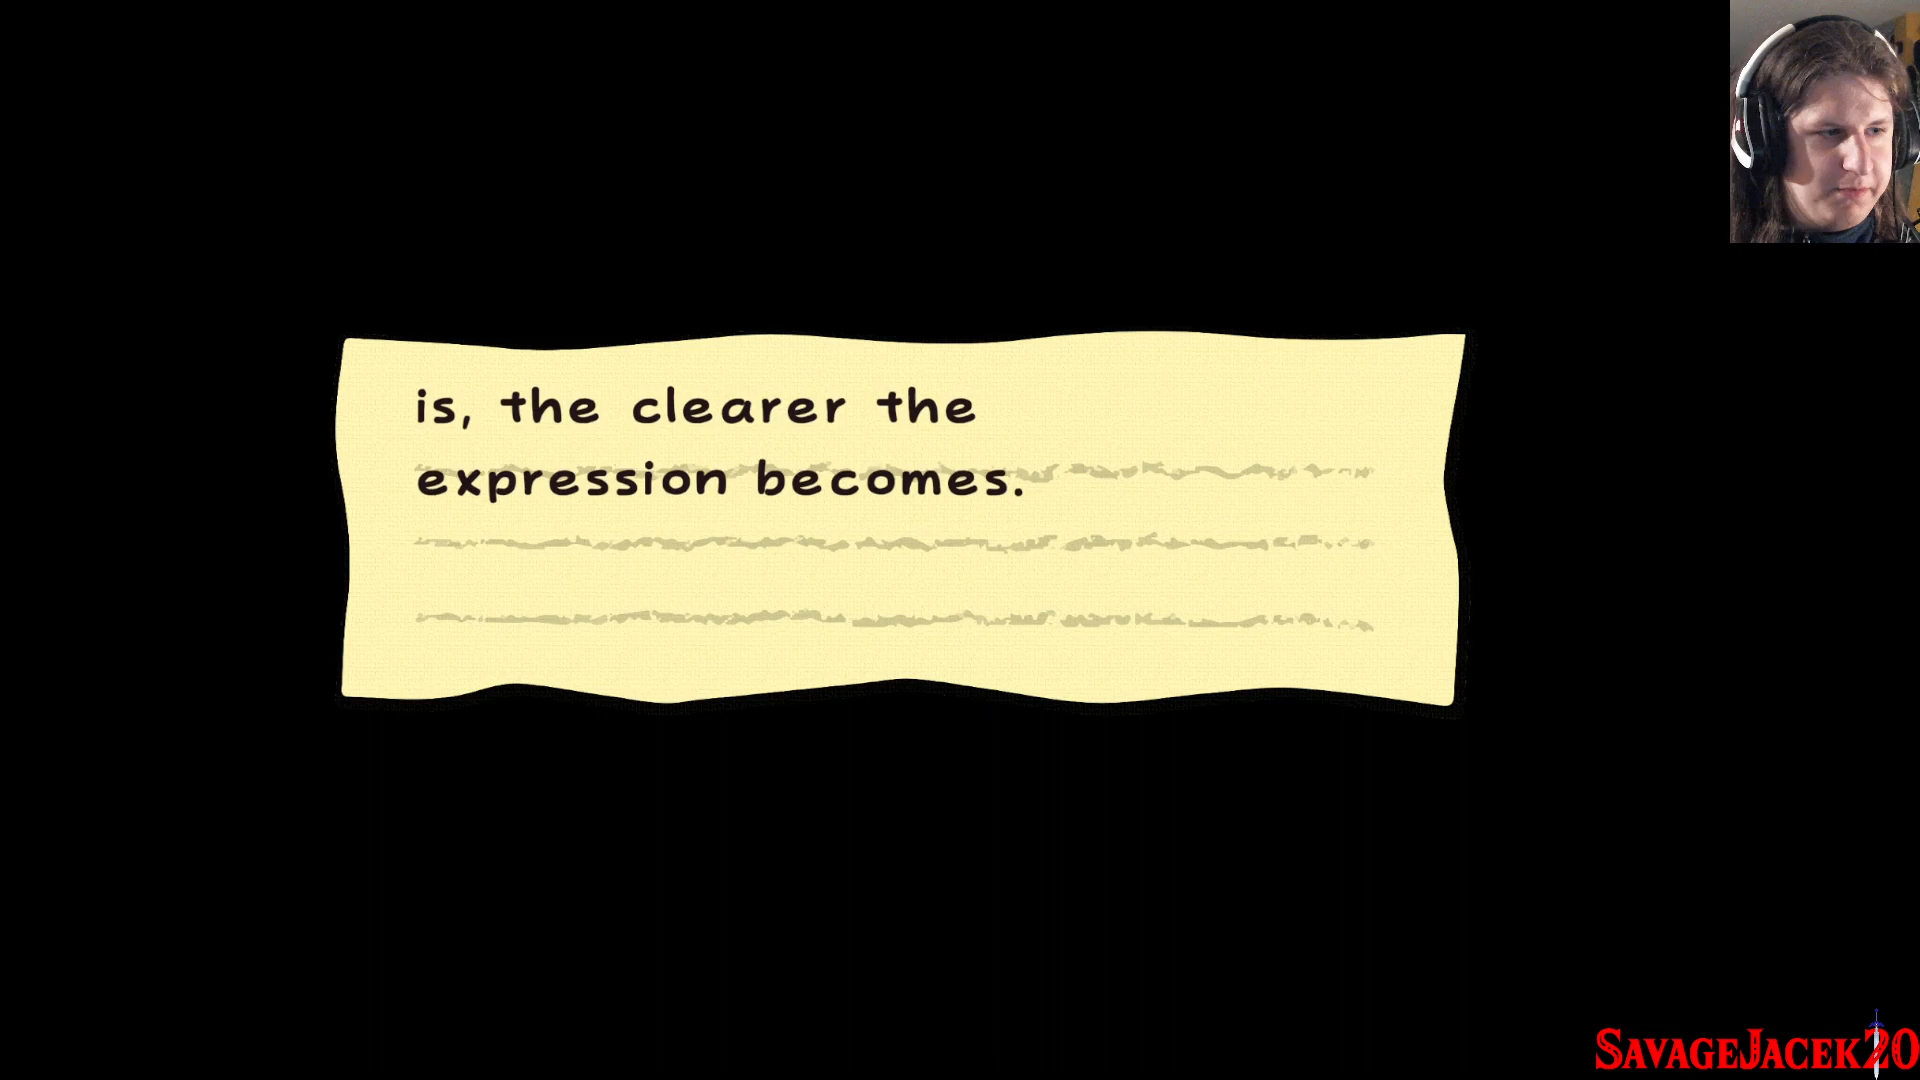 is, the clearer the
expression becomes.
SavageJacek20